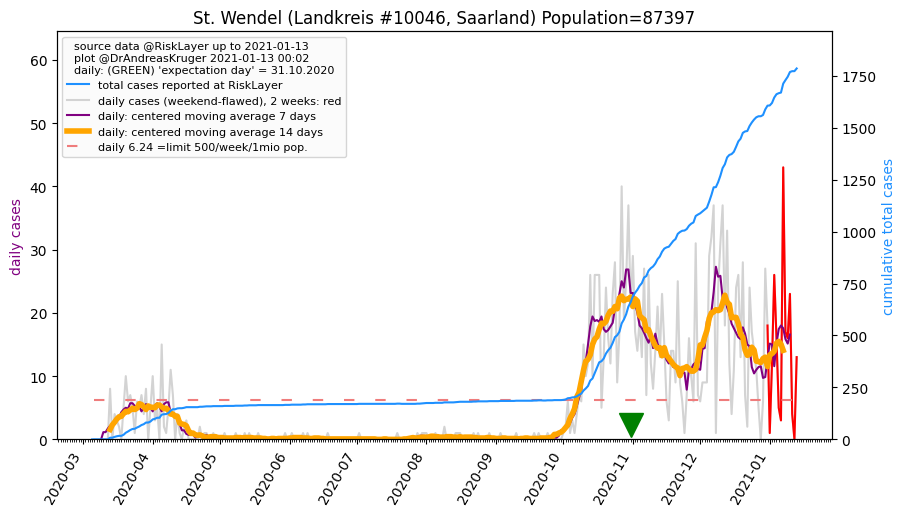 St. Wendel (Landkreis #10046, Saarland) Population=87397
source data @RiskLayer up to 2021-01-13
plot @DrAndreasKruger 2021-01-13 00:02
daily: (GREEN) 'expectation day' = 31.10.2020
total cases reported at RiskLayer
daily cases (weekend-flawed), 2 weeks: red
daily: centered moving average 7 days
daily: centered moving average 14 days
daily 6.24 =limit 500/week/1mio pop.
daily cases
60
50
40
30
20
10
0
cumulative total cases
1750
1500
1250
1000
750
500
250
0
2020-03
2020-04
2020-05
2020-06
2020-07
2020-08
2020-09
2020-10
2020-11
2020-12
2021-01